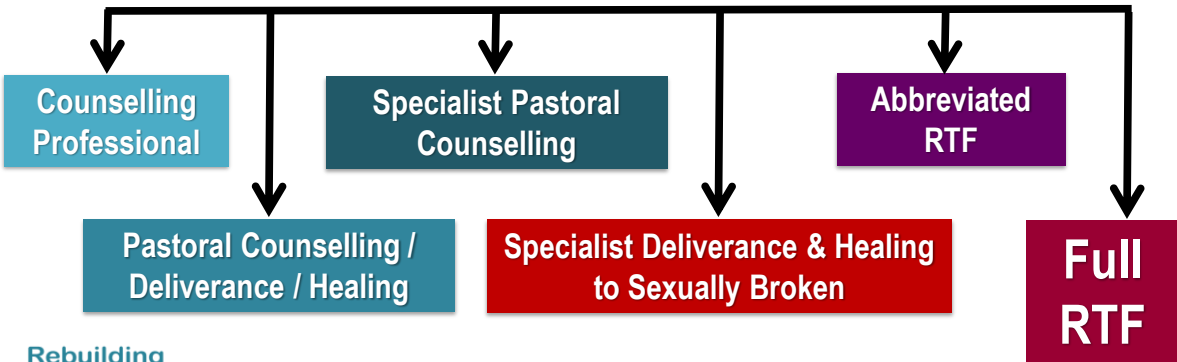 Counselling
Professional
Specialist Pastoral
Counselling
Abbreviated
RTF
Pastoral Counselling /
Deliverance / Healing
Specialist Deliverance & Healing
to Sexually Broken
Full
RTF
Rebuilding